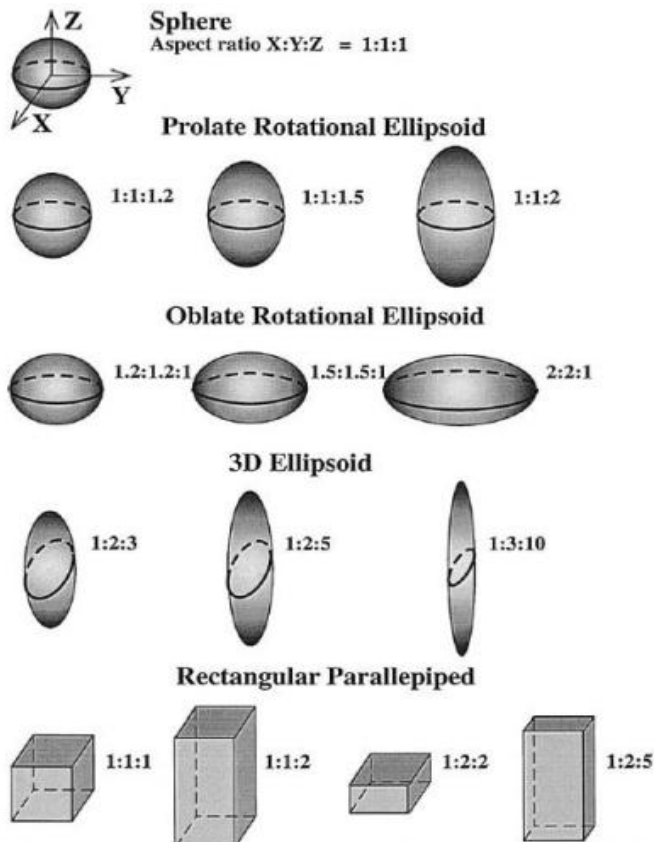 Sphere
Z
Aspect ratio X:Y:Z = 1:1:1
Y
X
Prolate Rotational Ellipsoid
1:1:1.2
1:1:1.5
1:1:2
Oblate Rotational Ellipsoid
1.2:1.2:1
1.5:1.5:1
2:2:1
3D Ellipsoid
1:2:3
1:2:5
1:3:10
Rectangular Parallepiped
1:1:1
1:1:2
1:2:2
1:2:5